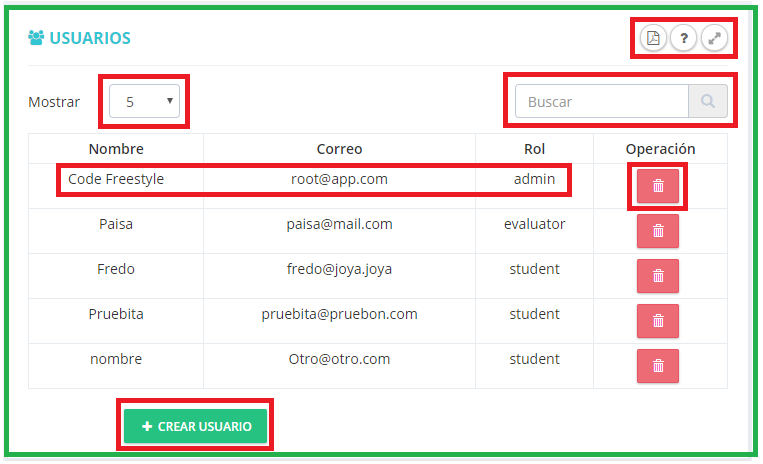 USUARIOS
?
Mostrar 5 Buscar
Nombre Correo Rol Operación
Code Freestyle root@app.com admin
Paisa paisa@mail.com evaluator
Fredo fredo@joya.joya student
Pruebita pruebita@pruebon.com student
nombre Otro@otro.com student
+ CREAR USUARIO